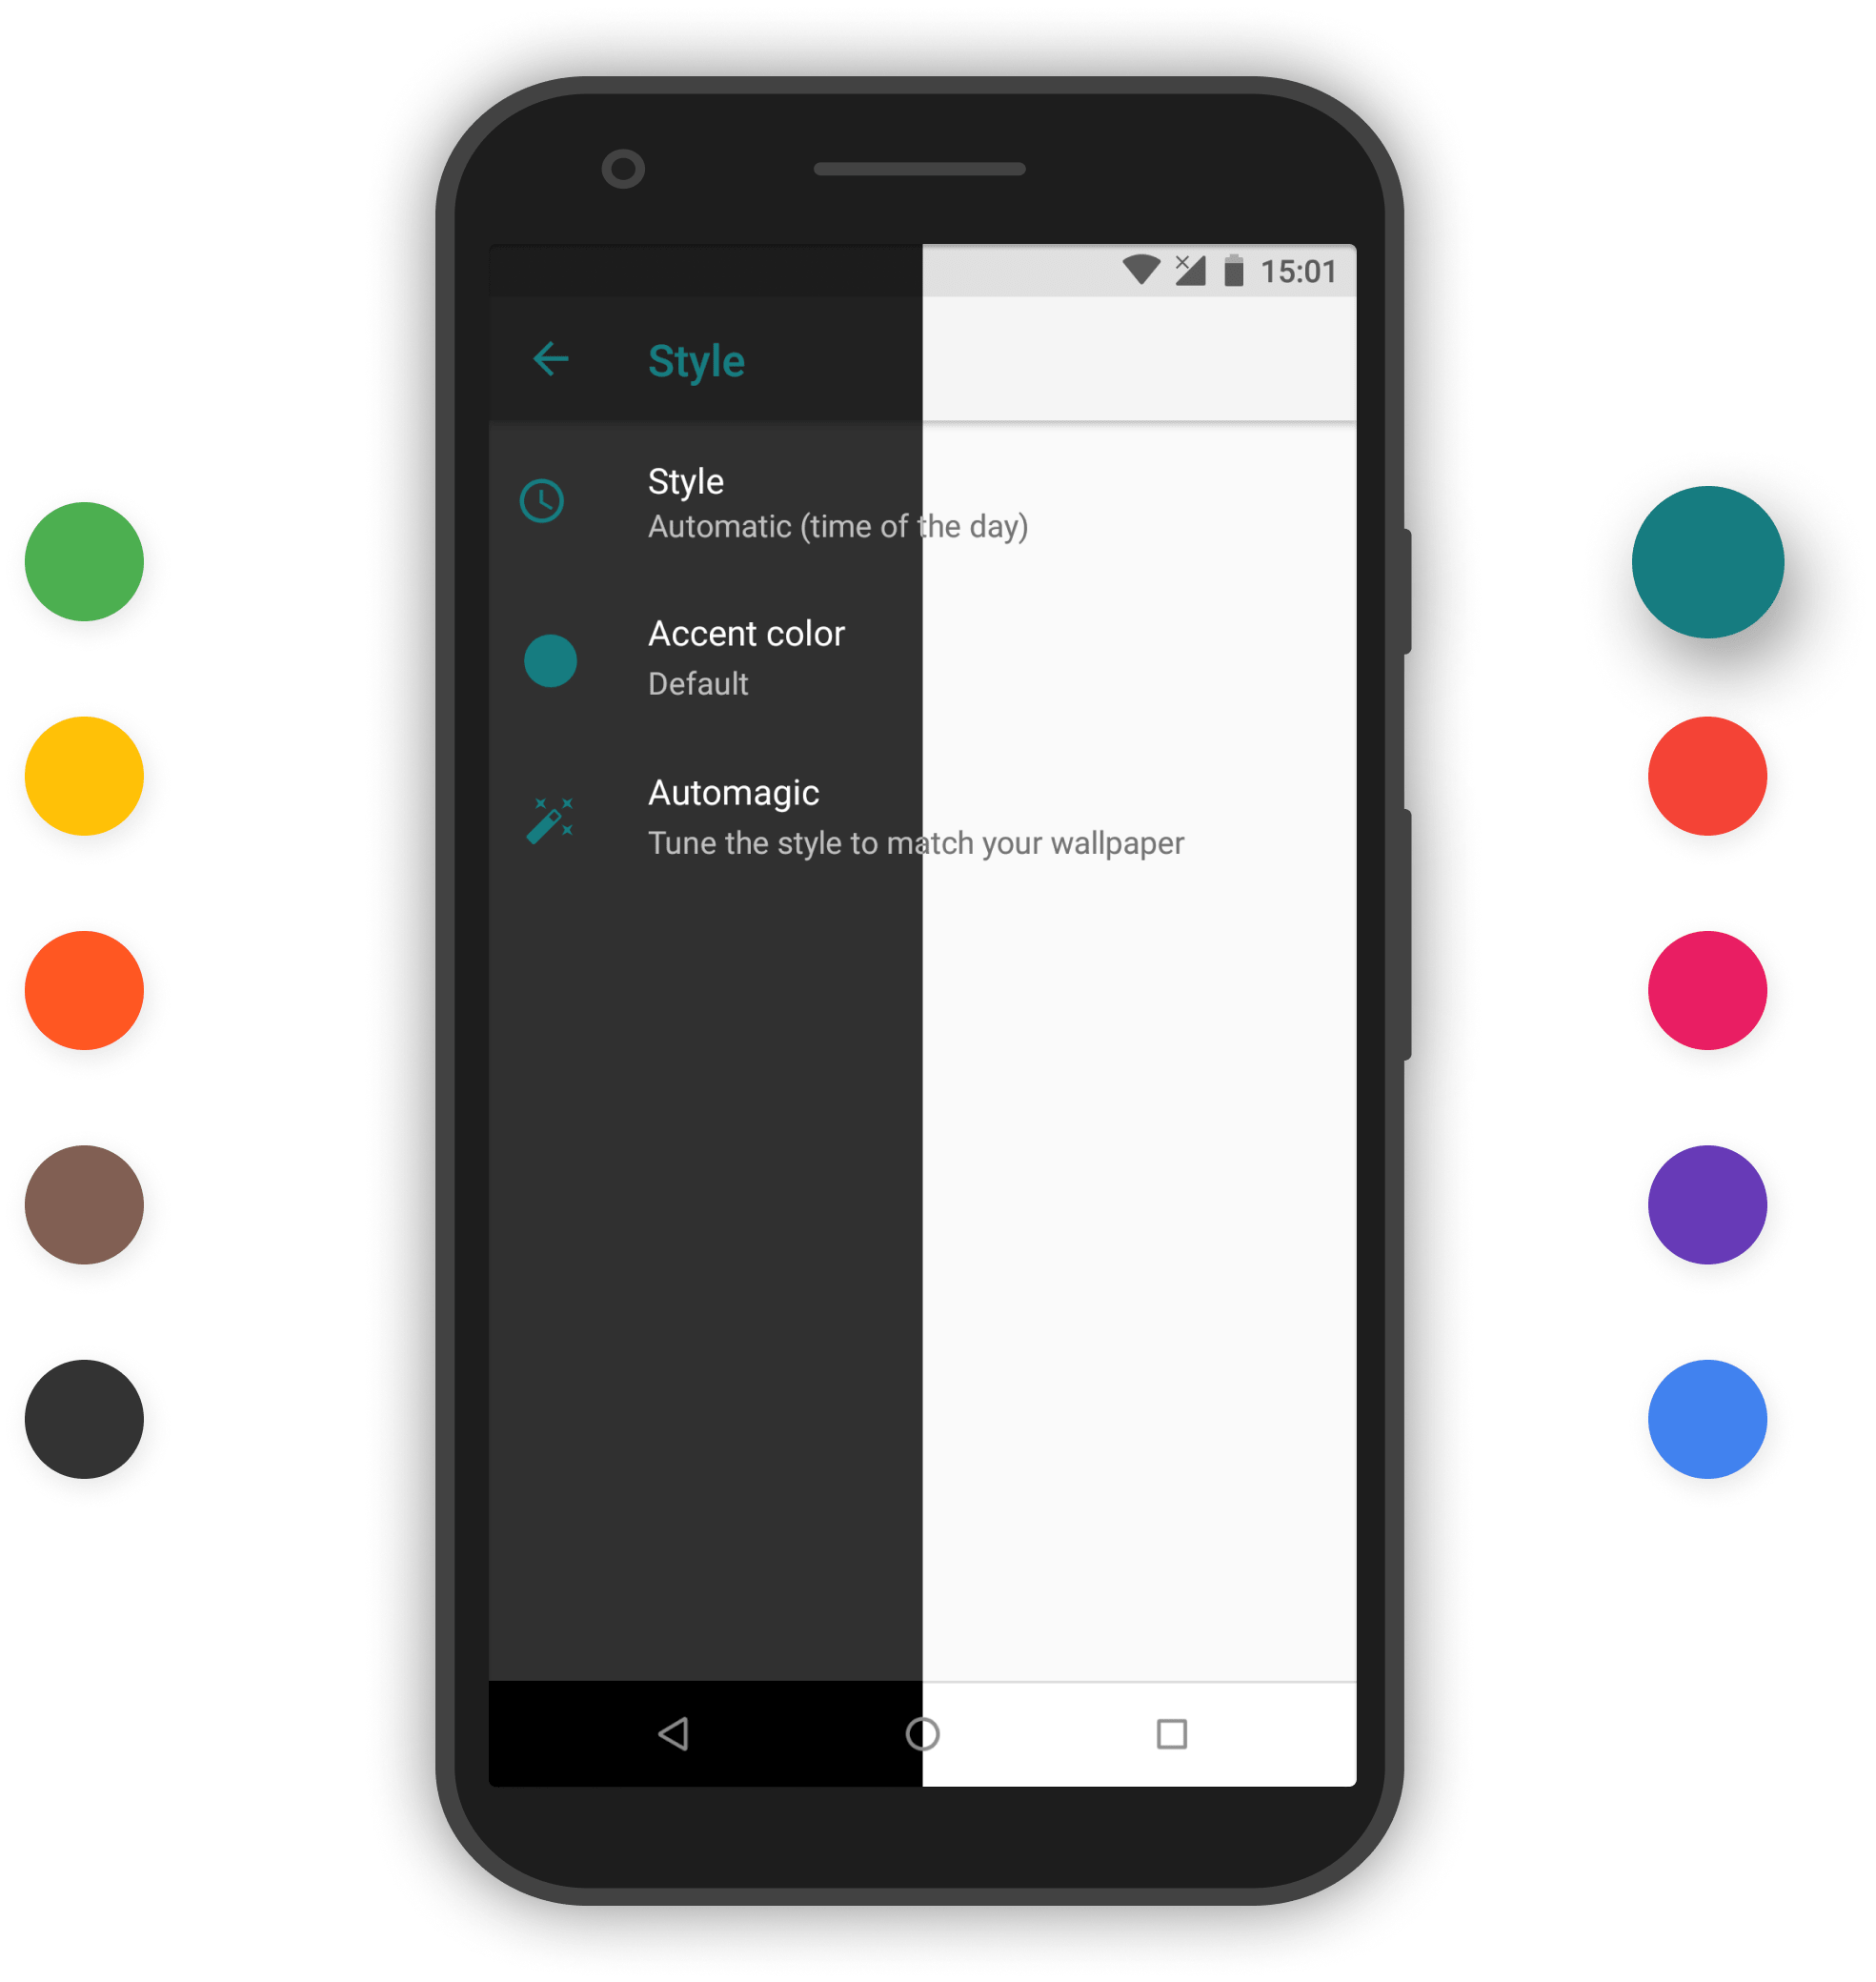 15:01
Style
Style
Automatic (time of the day)
Accent color
Default
Automagic
Tune the style to match your wallpaper